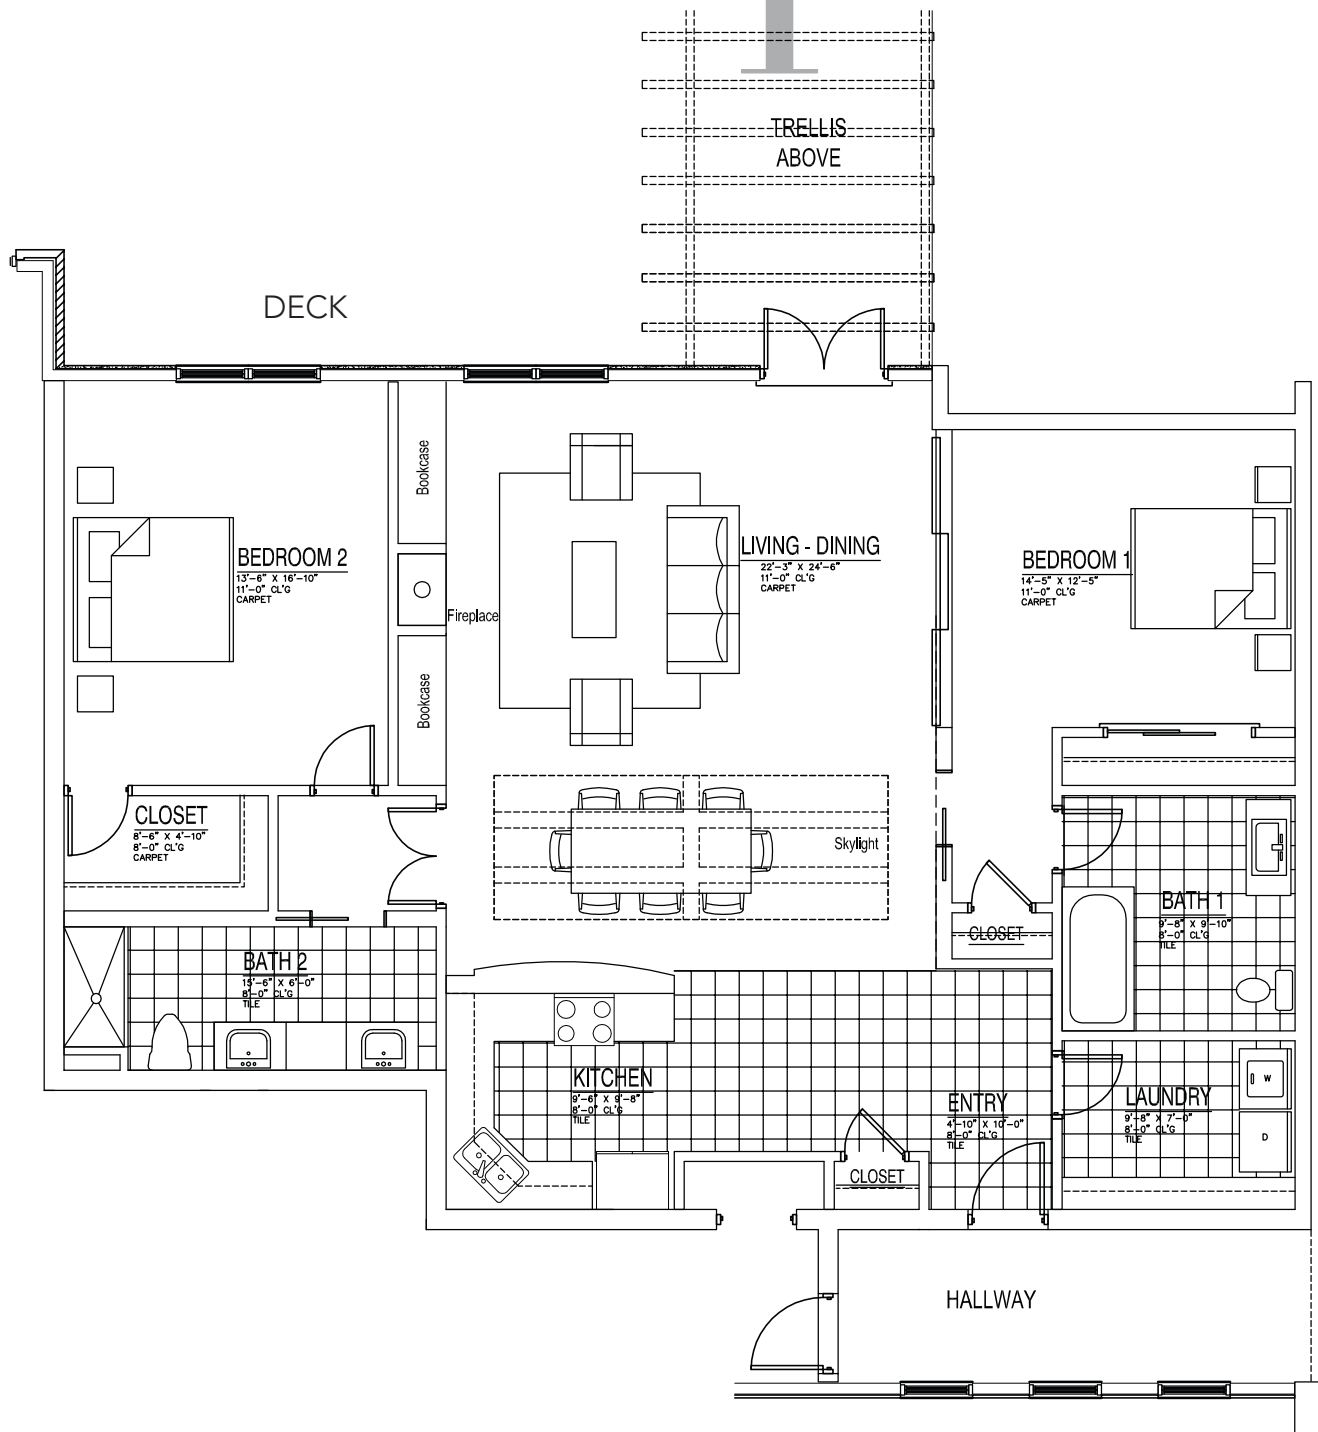 TRELLIS
ABOVE
DECK
Bookcase
BEDROOM 2
13'-6" X 16'-10"
11'-0" CL'G
CARPET
Fireplace
Bookcase
LIVING - DINING
22'-3" X 24'-6"
11'-0" CL'G
CARPET
BEDROOM 1
14'-5" X 12'-5"
11'-0" CL'G
CARPET
CLOSET
8'-6" X 4'-10"
8'-0" CL'G
CARPET
Skylight
BATH 1
9'-8" X 9'-10"
8'-0" CL'G
TILE
CLOSET
BATH 2
15'-6" X 6'-0"
8'-0" CL'G
TILE
KITCHEN
9'-6" X 9'-8"
8'-0" CL'G
TILE
ENTRY
4'-10" X 10'-0"
8'-0" CL'G
TILE
LAUNDRY
9'-8" X 7'-0"
8'-0" CL'G
TILE
W
D
CLOSET
HALLWAY